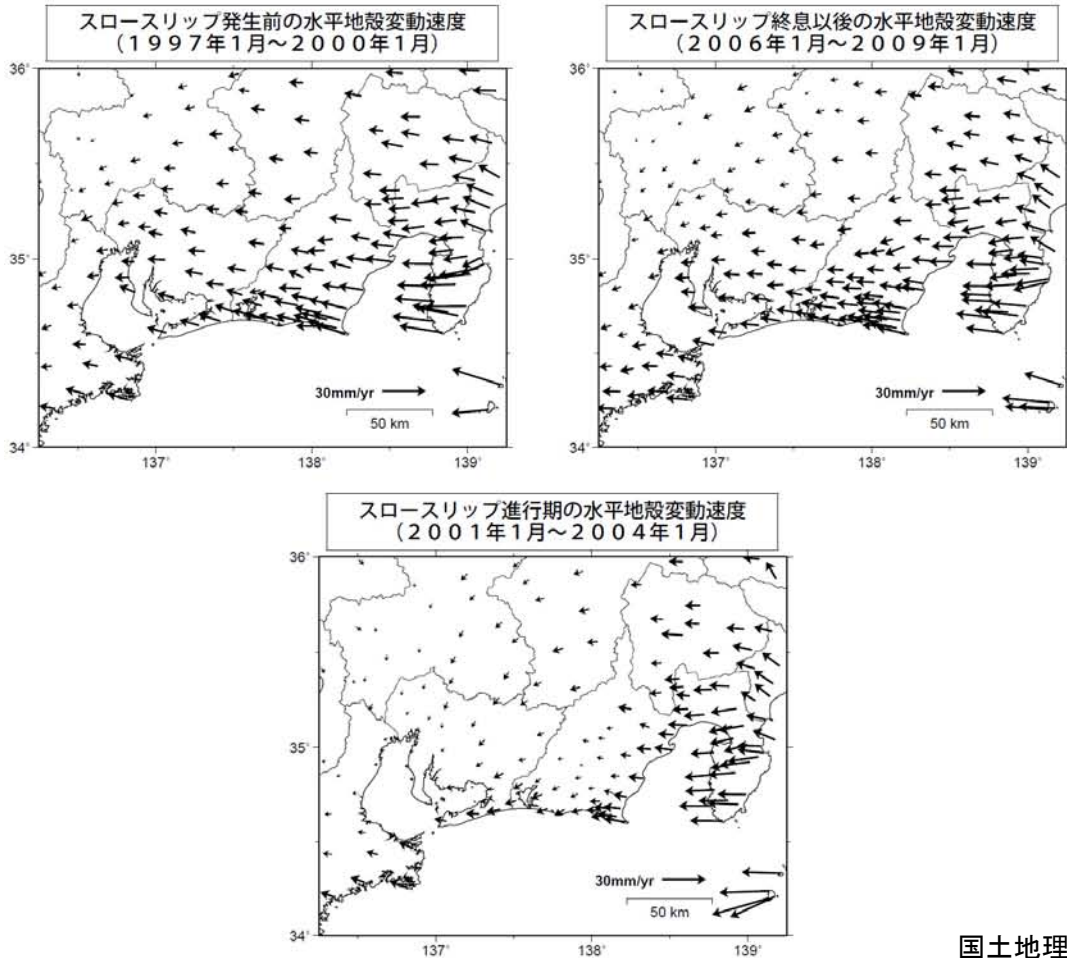 スロースリップ発生前の水平地殻変動速度
（１９９７年１月～２０００年１月）
36°
35°
34°
137°
138°
139°
30mm/yr
50 km
スロースリップ終息以後の水平地殻変動速度
（２００６年１月～２００９年１月）
36°
35°
34°
137°
138°
139°
30mm/yr
50 km
スロースリップ進行期の水平地殻変動速度
（２００１年１月～２００４年１月）
36°
35°
34°
137°
138°
139°
30mm/yr
50 km
国土地理